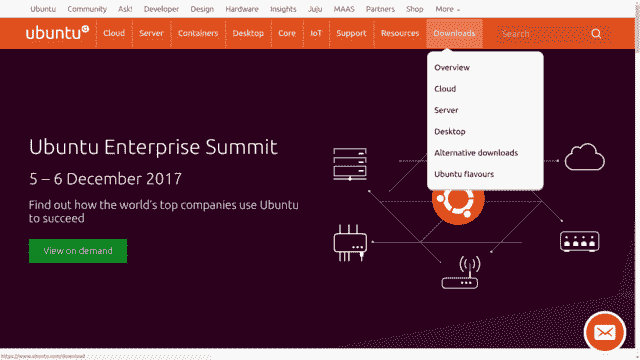 Ubuntu Community Ask! Developer Design Hardware Insights Juju MAAS Partners Shop More
ubuntu Cloud Server Containers Desktop Core IoT Support Resources Downloads Search
Overview
Cloud
Server
Desktop
Alternative downloads
Ubuntu flavours
Ubuntu Enterprise Summit
5 – 6 December 2017
Find out how the world's top companies use Ubuntu
to succeed
View on demand
https://www.ubuntu.com/download